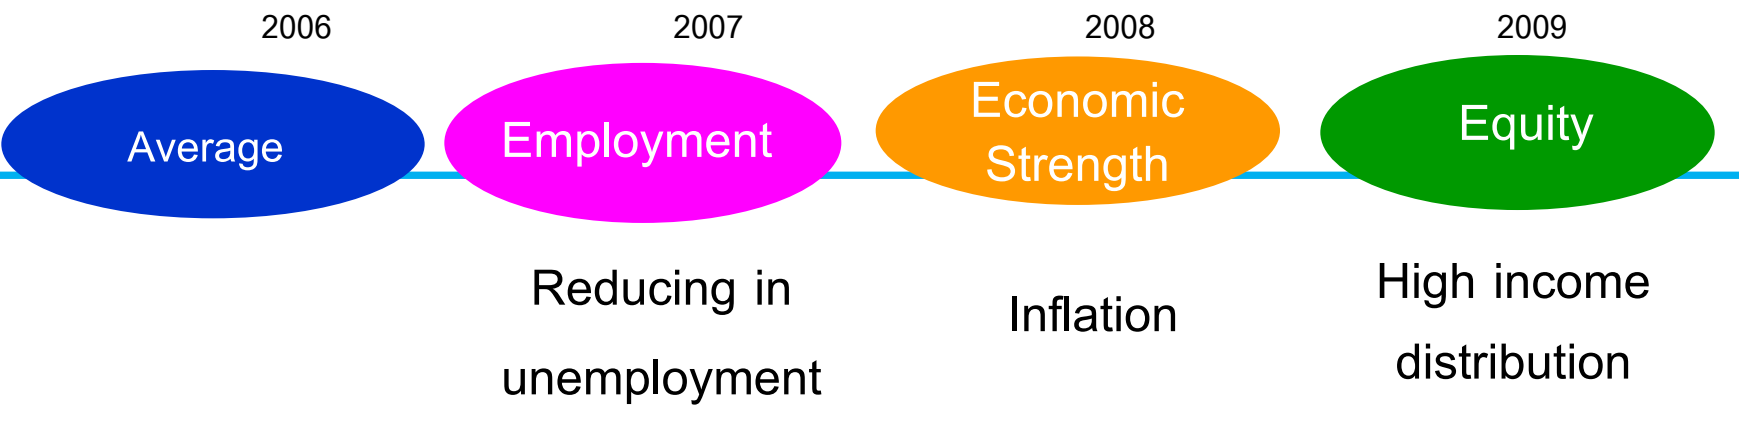 2006 2007 2008 2009
Average
Employment
Economic
Strength
Equity
Reducing in
unemployment
Inflation
High income
distribution